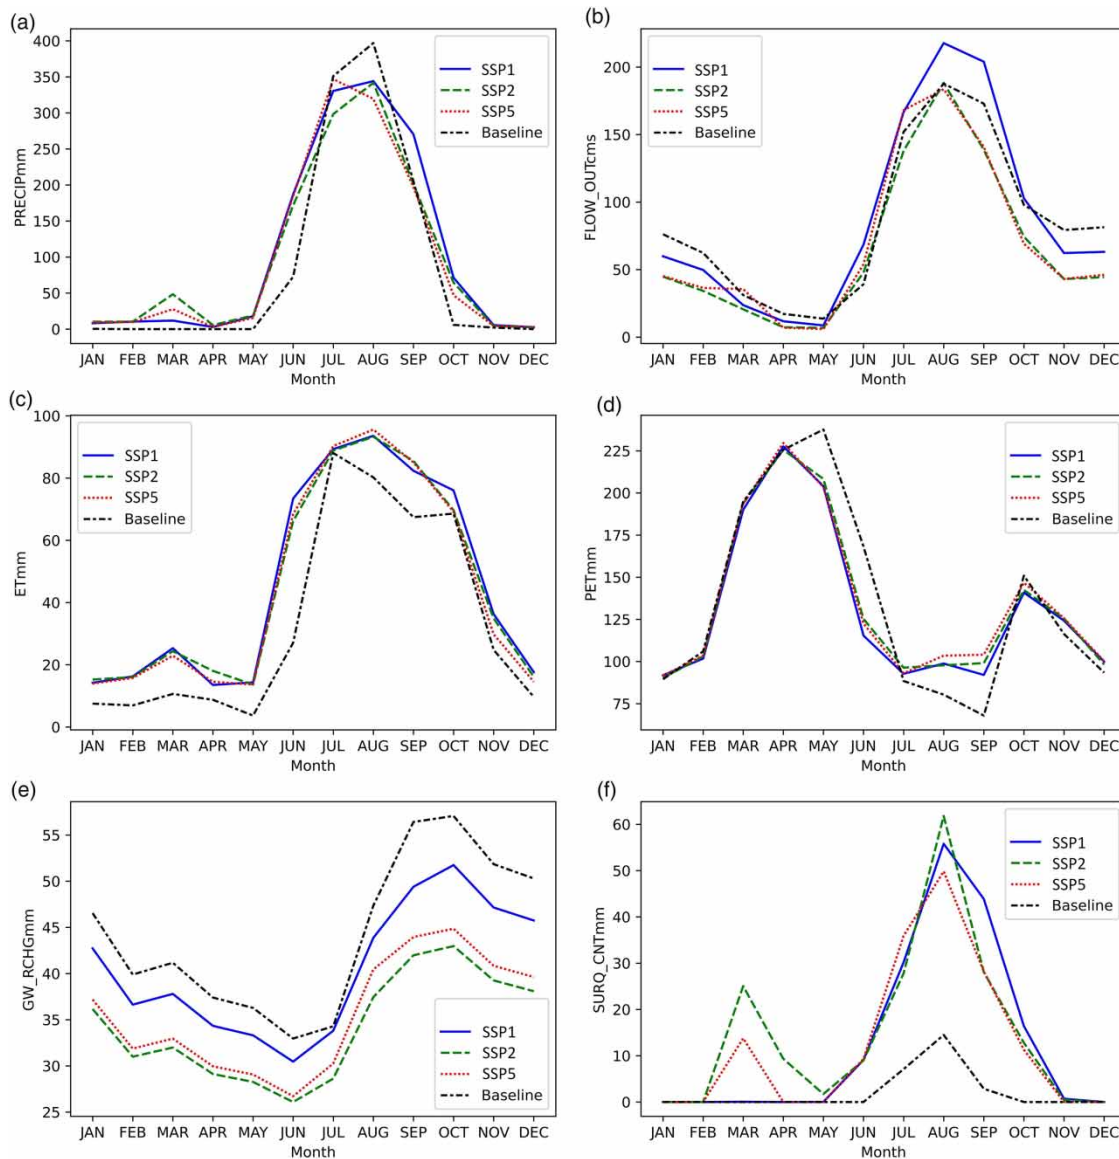 (a)
PRECIPmm
400
350
300
250
200
150
100
50
0
JAN FEB MAR APR MAY JUN JUL AUG SEP OCT NOV DEC
Month
SSP1
SSP2
SSP5
Baseline
(b)
FLOW_OUTcms
200
150
100
50
0
JAN FEB MAR APR MAY JUN JUL AUG SEP OCT NOV DEC
Month
SSP1
SSP2
SSP5
Baseline
(c)
ETmm
100
80
60
40
20
0
JAN FEB MAR APR MAY JUN JUL AUG SEP OCT NOV DEC
Month
SSP1
SSP2
SSP5
Baseline
(d)
PETmm
225
200
175
150
125
100
75
JAN FEB MAR APR MAY JUN JUL AUG SEP OCT NOV DEC
Month
SSP1
SSP2
SSP5
Baseline
(e)
GW_RCHGmm
55
50
45
40
35
30
25
JAN FEB MAR APR MAY JUN JUL AUG SEP OCT NOV DEC
Month
SSP1
SSP2
SSP5
Baseline
(f)
SURQ_CNTmm
60
50
40
30
20
10
0
JAN FEB MAR APR MAY JUN JUL AUG SEP OCT NOV DEC
Month
SSP1
SSP2
SSP5
Baseline